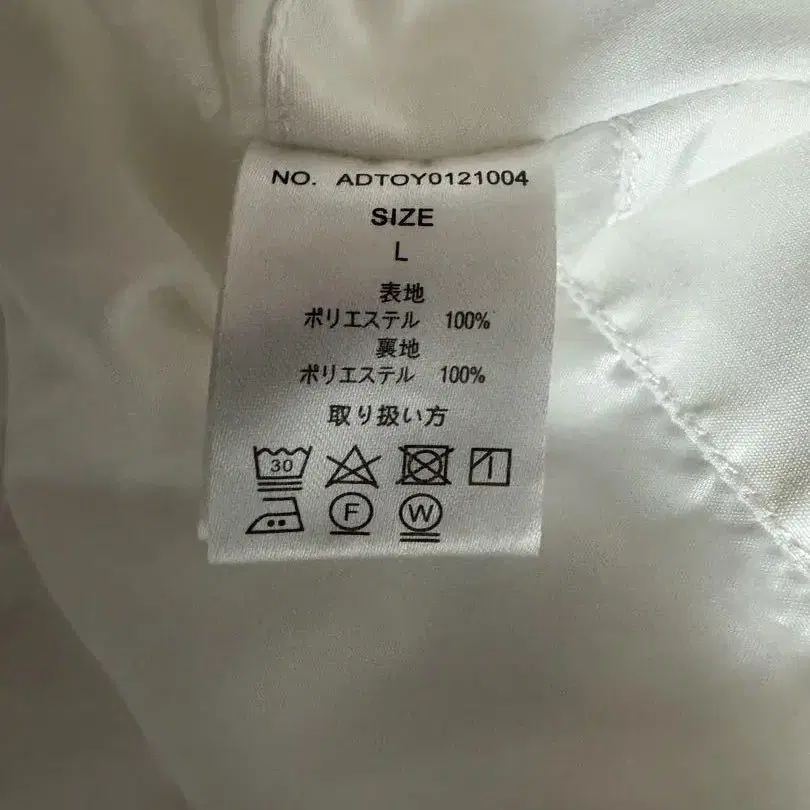 NO. ADTOY0121004
SIZE
L
表地
ポリエステル 100%
裏地
ポリエステル 100%
取り扱い方
30
F W